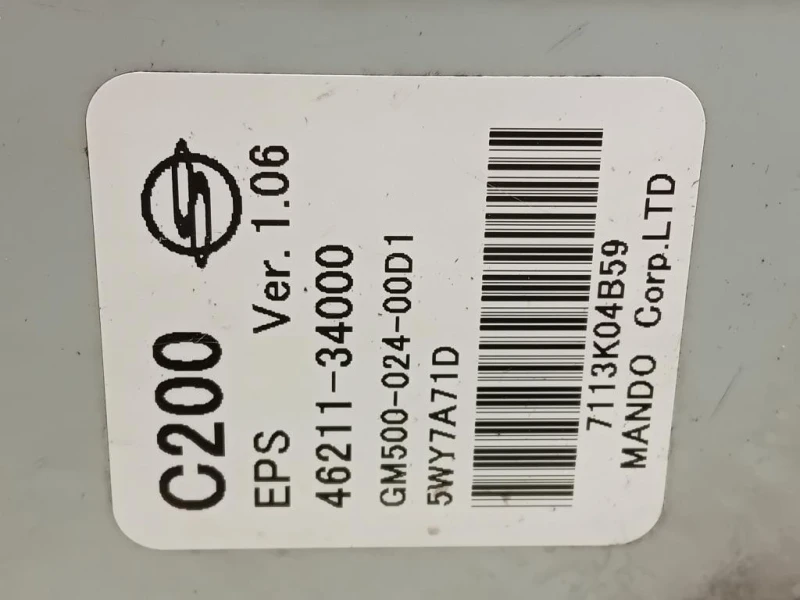 C200
EPS Ver. 1.06
46211-34000
GM500-024-00D1
5WY7A71D
7113K04B59
MANDO Corp.LTD